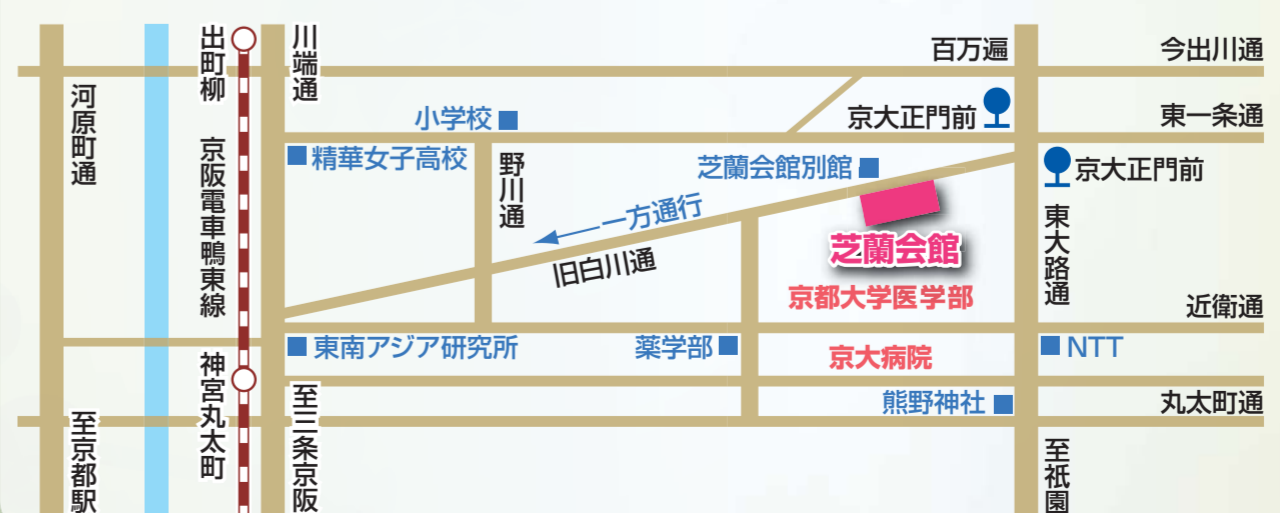 出町柳
川端通
百万遍
今出川通
河原町通
小学校
京大正門前
東一条通
京阪電車鴨東線
精華女子高校
野川通
芝蘭会館別館
京大正門前
一方通行
旧白川通
芝蘭会館
東大路通
京都大学医学部
近衛通
東南アジア研究所
薬学部
京大病院
NTT
神宮丸太町
熊野神社
丸太町通
至京都駅
至三条京阪
至祇園